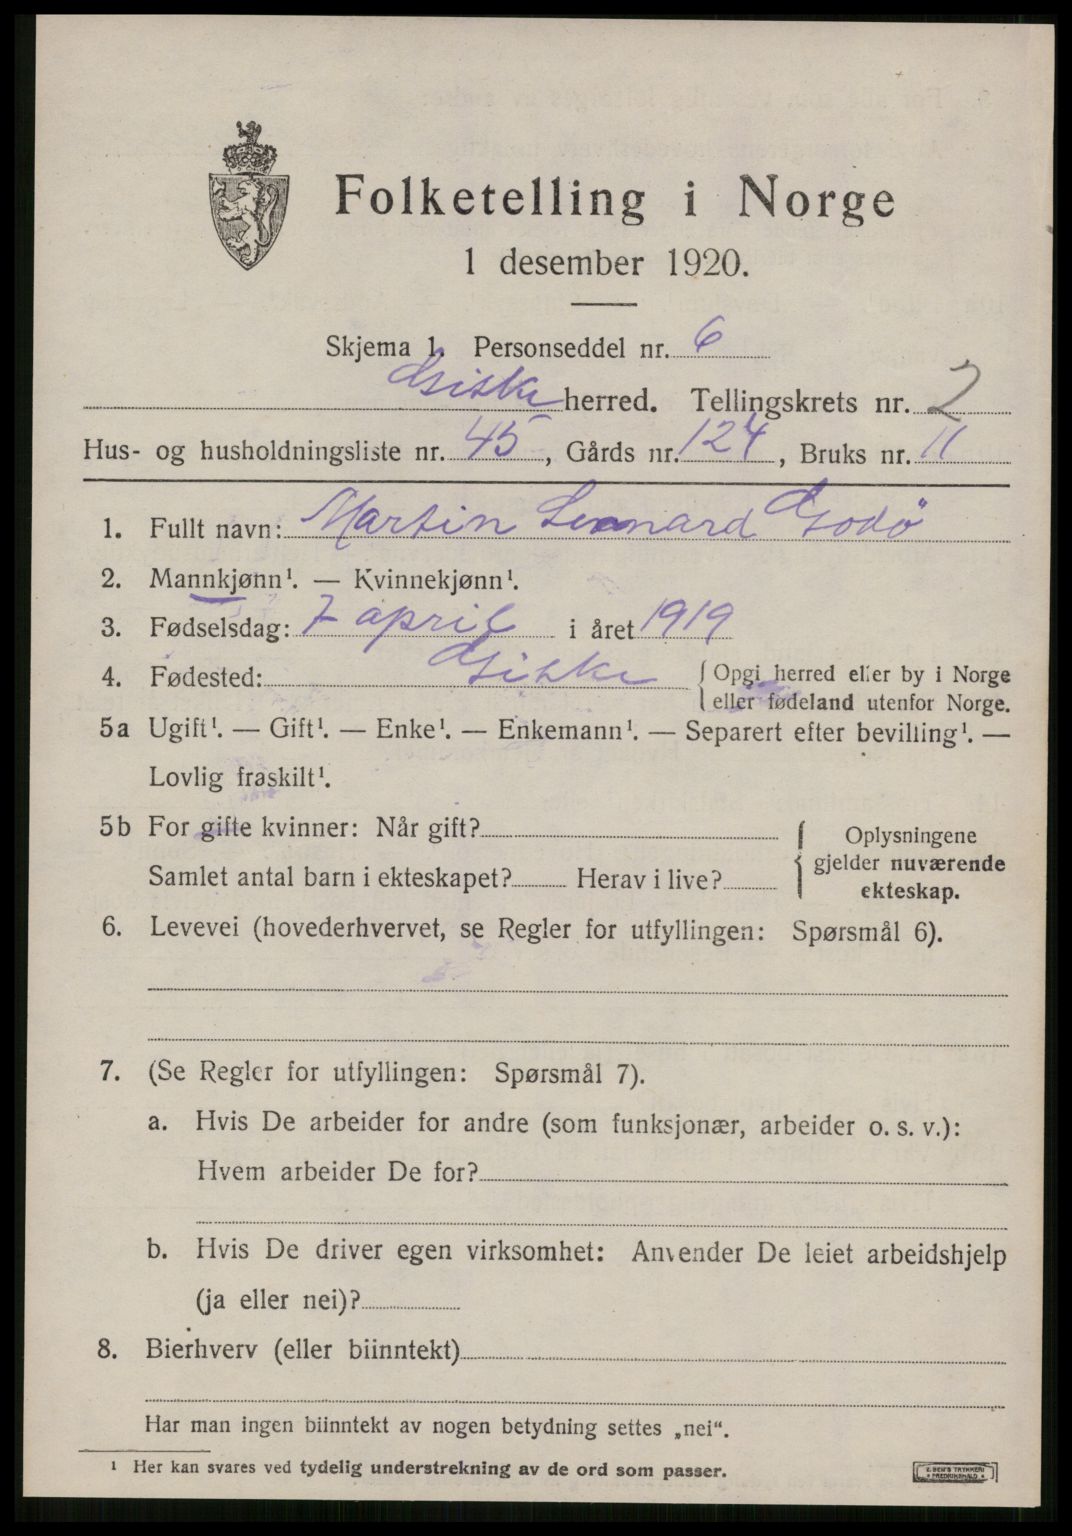 Folketelling i Norge
1 desember 1920.
Skjema 1. Personseddel nr. 6
Giske herred. Tellingskrets nr. 2
Hus- og husholdningsliste nr. 45, Gårds nr. 124, Bruks nr. 11
1. Fullt navn: Martin Lennard Godø
2. Mannkjønn¹. — Kvinnekjønn¹.
3. Fødselsdag: 7 april i året 1919
4. Fødested: Giske {Opgi herred eller by i Norge
eller fødeland utenfor Norge.
5a Ugift¹. — Gift¹. — Enke¹. — Enkemann¹. — Separert efter bevilling¹. —
Lovlig fraskilt¹.
5b For gifte kvinner: Når gift?
Samlet antal barn i ekteskapet? Herav i live?
{Oplysningene
gjelder nuværende
ekteskap.
6. Levevei (hovederhvervet, se Regler for utfyllingen: Spørsmål 6).
7. (Se Regler for utfyllingen: Spørsmål 7).
a. Hvis De arbeider for andre (som funksjonær, arbeider o. s. v.):
Hvem arbeider De for?
b. Hvis De driver egen virksomhet: Anvender De leiet arbeidshjelp
(ja eller nei)?
8. Bierhverv (eller biinntekt)
Har man ingen biinntekt av nogen betydning settes „nei“.
¹ Her kan svares ved tydelig understrekning av de ord som passer.